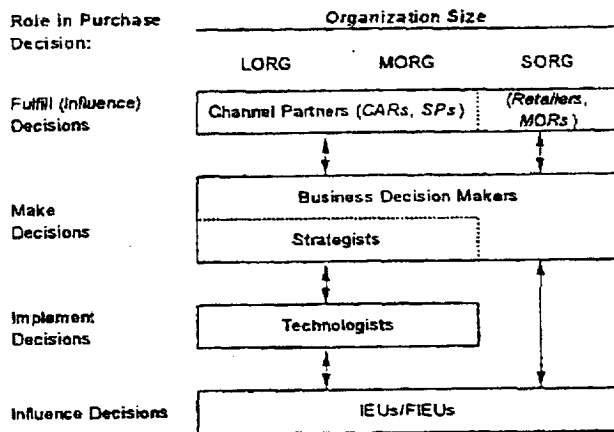 Role in Purchase
Decision:
Organization Size
LORG MORG SORG
Fulfill (Influence)
Decisions
Channel Partners (CARs, SPs)
(Retailers,
MORs)
Make
Decisions
Business Decision Makers
Strategists
Implement
Decisions
Technologists
Influence Decisions
IEUs/FIEUs